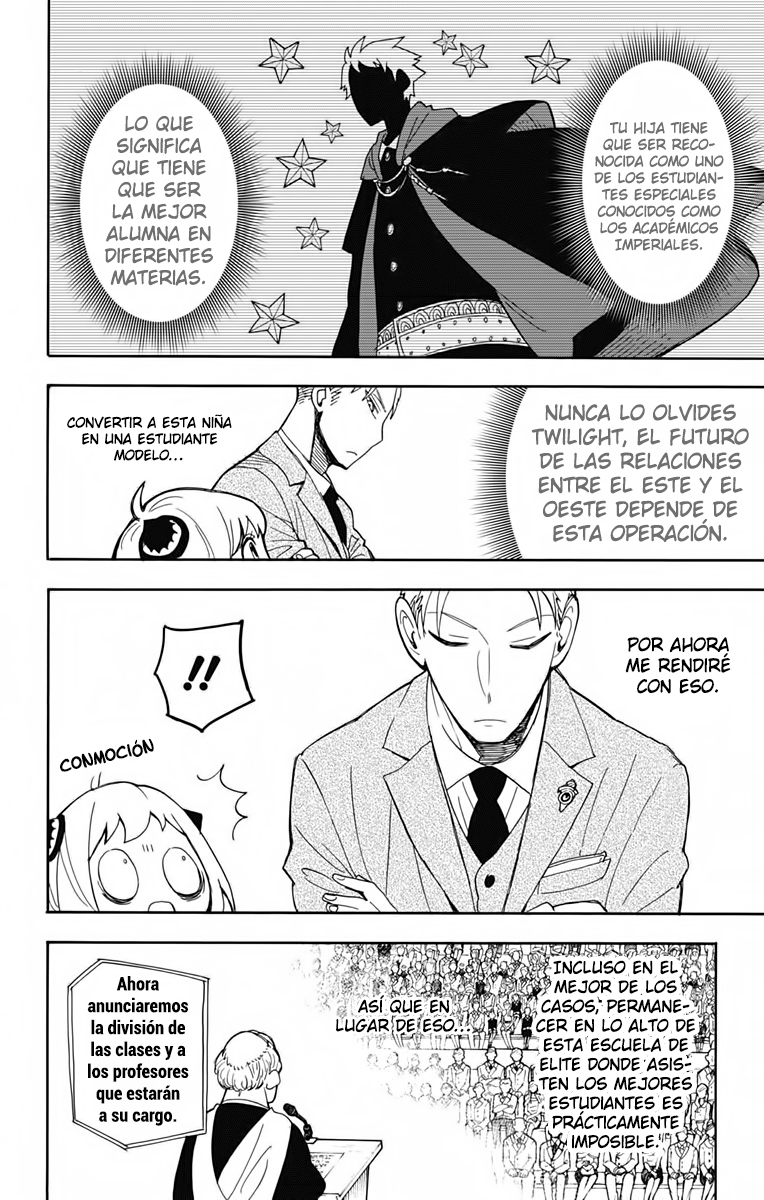 TU HIJA TIENE
QUE SER RECO-
NOCIDA COMO UNO
DE LOS ESTUDIAN-
TES ESPECIALES
CONOCIDOS COMO
LOS ACADÉMICOS
IMPERIALES.
LO QUE
SIGNIFICA
QUE TIENE
QUE SER
LA MEJOR
ALUMNA EN
DIFERENTES
MATERIAS.
NUNCA LO OLVIDES
TWILIGHT, EL FUTURO
DE LAS RELACIONES
ENTRE EL ESTE Y EL
OESTE DEPENDE DE
ESTA OPERACIÓN.
CONVERTIR A ESTA NIÑA
EN UNA ESTUDIANTE
MODELO...
POR AHORA
ME RENDIRÉ
CON ESO.
!!
CONMOCIÓN
INCLUSO EN EL
MEJOR DE LOS
CASOS, PERMANE-
CER EN LO ALTO DE
ESTA ESCUELA DE
ELITE DONDE ASIS-
TEN LOS MEJORES
ESTUDIANTES ES
PRÁCTICAMENTE
IMPOSIBLE.
ASÍ QUE EN
LUGAR DE ESO...
Ahora
anunciaremos
la división de
las clases y a
los profesores
que estarán
a su cargo.